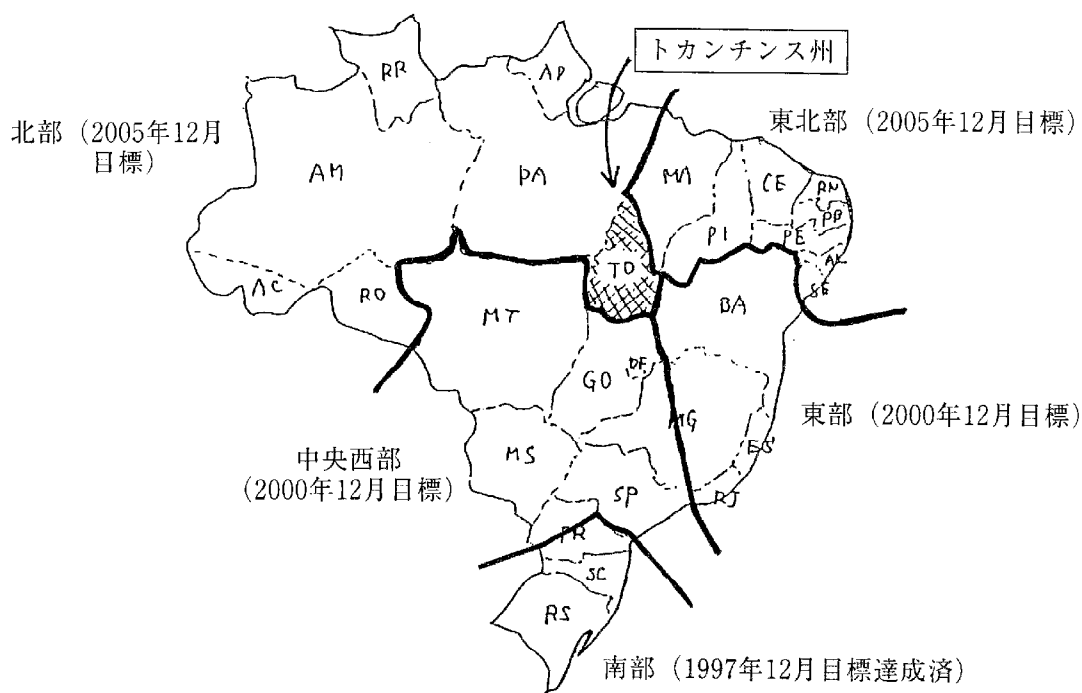 トカンチンス州
北部（2005年12月
目標）
東北部（2005年12月目標）
RR
AP
AM
PA
MA
CE
RN
PB
PI
PE
AL
SE
TO
AC
RO
MT
BA
GO
DF
MG
ES
東部（2000年12月目標）
中央西部
（2000年12月目標）
MS
SP
RJ
PR
SC
RS
南部（1997年12月目標達成済）